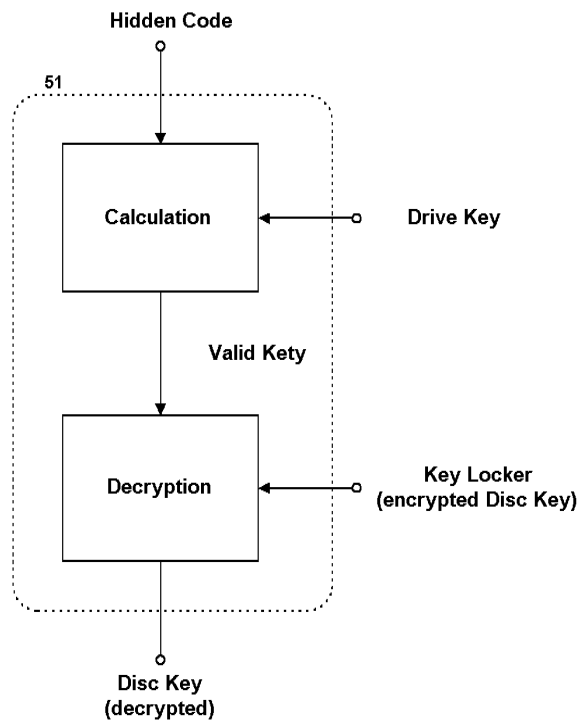 Hidden Code
51
Calculation
Drive Key
Valid Kety
Decryption
Key Locker
(encrypted Disc Key)
Disc Key
(decrypted)